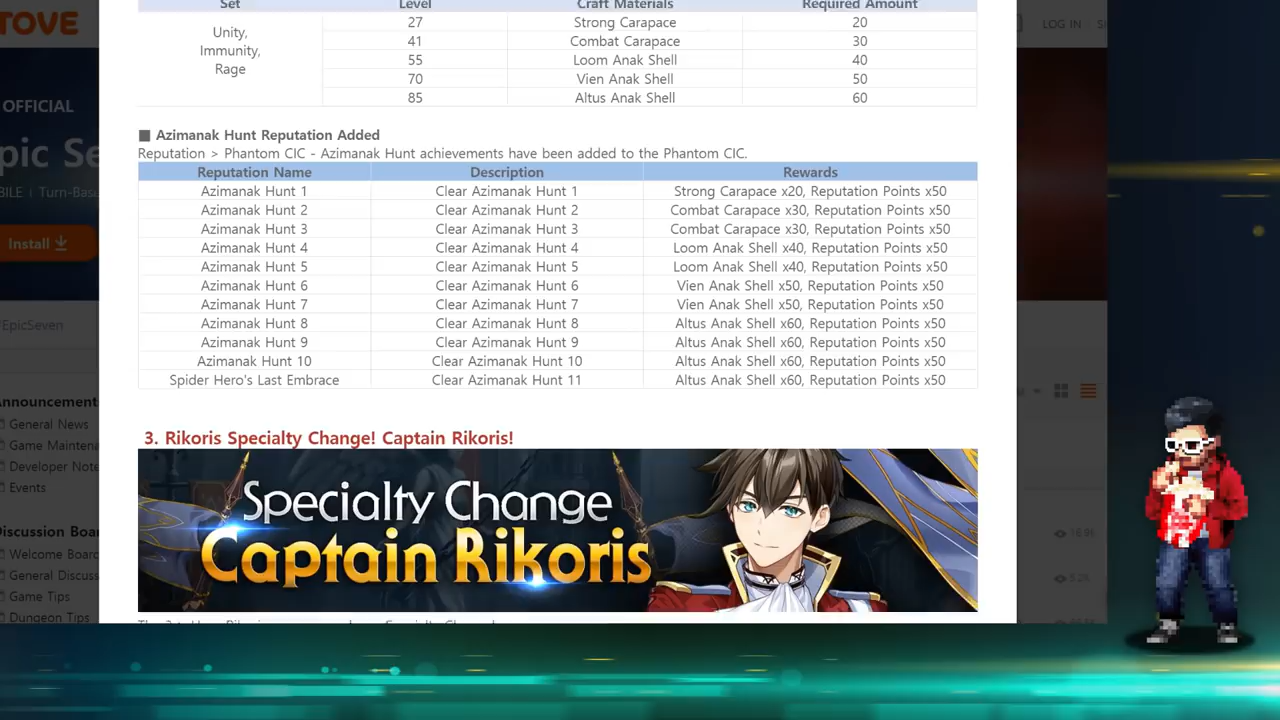 TOVE
LOG IN
Set Level Craft Materials Required Amount
Unity, Immunity, Rage
27 Strong Carapace 20
41 Combat Carapace 30
55 Loom Anak Shell 40
70 Vien Anak Shell 50
85 Altus Anak Shell 60
OFFICIAL
pic Se
BILE | Turn-Bas
Install
EpicSeven
■ Azimanak Hunt Reputation Added
Reputation > Phantom CIC - Azimanak Hunt achievements have been added to the Phantom CIC.
Reputation Name Description Rewards
Azimanak Hunt 1 Clear Azimanak Hunt 1 Strong Carapace x20, Reputation Points x50
Azimanak Hunt 2 Clear Azimanak Hunt 2 Combat Carapace x30, Reputation Points x50
Azimanak Hunt 3 Clear Azimanak Hunt 3 Combat Carapace x30, Reputation Points x50
Azimanak Hunt 4 Clear Azimanak Hunt 4 Loom Anak Shell x40, Reputation Points x50
Azimanak Hunt 5 Clear Azimanak Hunt 5 Loom Anak Shell x40, Reputation Points x50
Azimanak Hunt 6 Clear Azimanak Hunt 6 Vien Anak Shell x50, Reputation Points x50
Azimanak Hunt 7 Clear Azimanak Hunt 7 Vien Anak Shell x50, Reputation Points x50
Azimanak Hunt 8 Clear Azimanak Hunt 8 Altus Anak Shell x60, Reputation Points x50
Azimanak Hunt 9 Clear Azimanak Hunt 9 Altus Anak Shell x60, Reputation Points x50
Azimanak Hunt 10 Clear Azimanak Hunt 10 Altus Anak Shell x60, Reputation Points x50
Spider Hero's Last Embrace Clear Azimanak Hunt 11 Altus Anak Shell x60, Reputation Points x50
nnouncement
General News
Game Maintena
Developer Note
Events
Discussion Boar
Welcome Board
General Discuss
Game Tips
Dungeon Tips
3. Rikoris Specialty Change! Captain Rikoris!
Specialty Change
Captain Rikoris